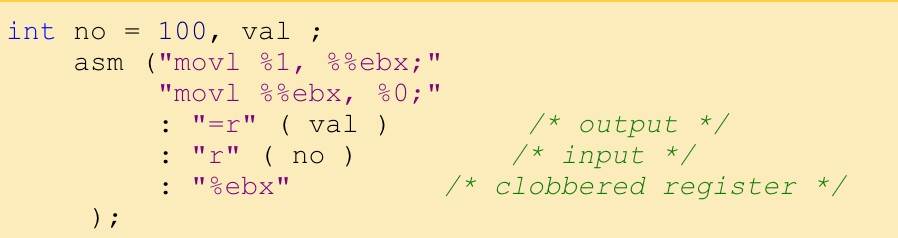 int no = 100, val ;
asm ("movl %1, %%ebx;"
"movl %%ebx, %0;"
: "=r" ( val ) /* output */
: "r" ( no ) /* input */
: "%ebx" /* clobbered register */
);